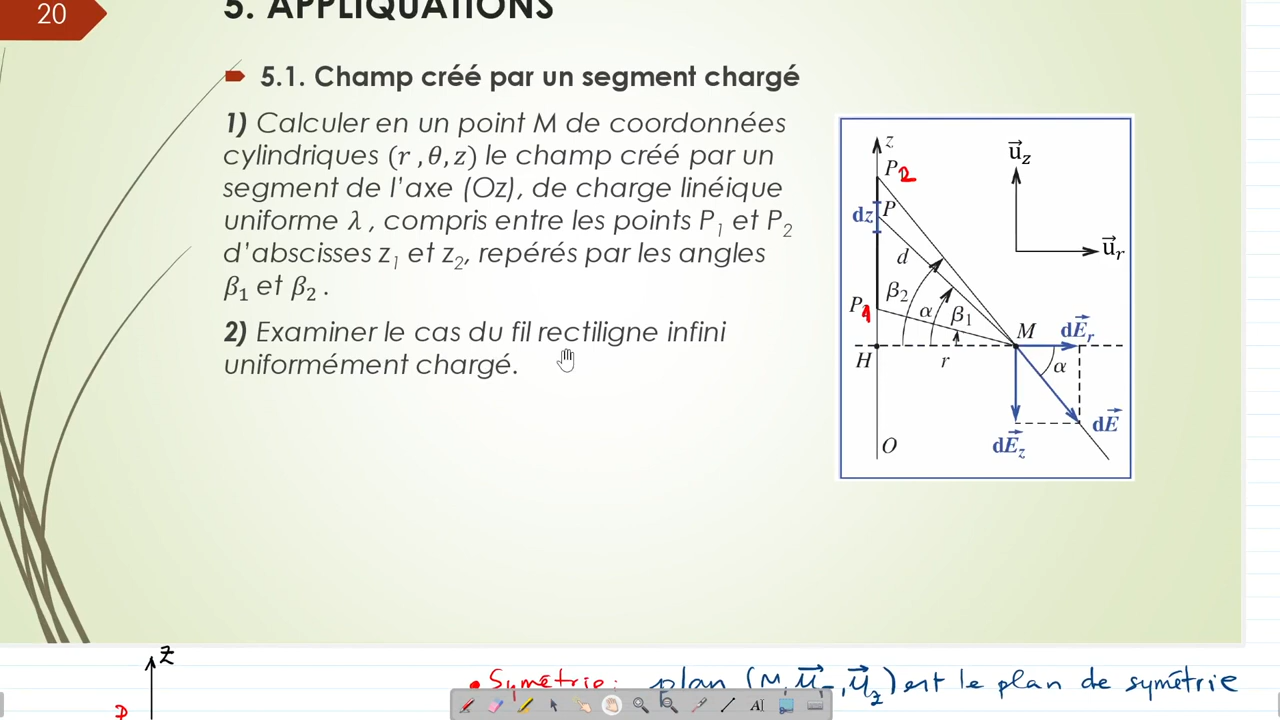 20
5. APPLIQUATIONS
5.1. Champ créé par un segment chargé
1) Calculer en un point M de coordonnées
cylindriques (r ,θ, z) le champ créé par un
segment de l'axe (Oz), de charge linéique
uniforme λ , compris entre les points P₁ et P₂
d'abscisses z₁ et z₂, repérés par les angles
β₁ et β₂ .
2) Examiner le cas du fil rectiligne infini
uniformément chargé.
z
P₂
u⃗z
dz
P
u⃗r
d
β₂
P₁
α
β₁
M
dE⃗r
H
r
α
dE⃗
dE⃗z
O
Z
P
• Symétrie: plan (M, u⃗r, u⃗z) est le plan de symétrie
AI